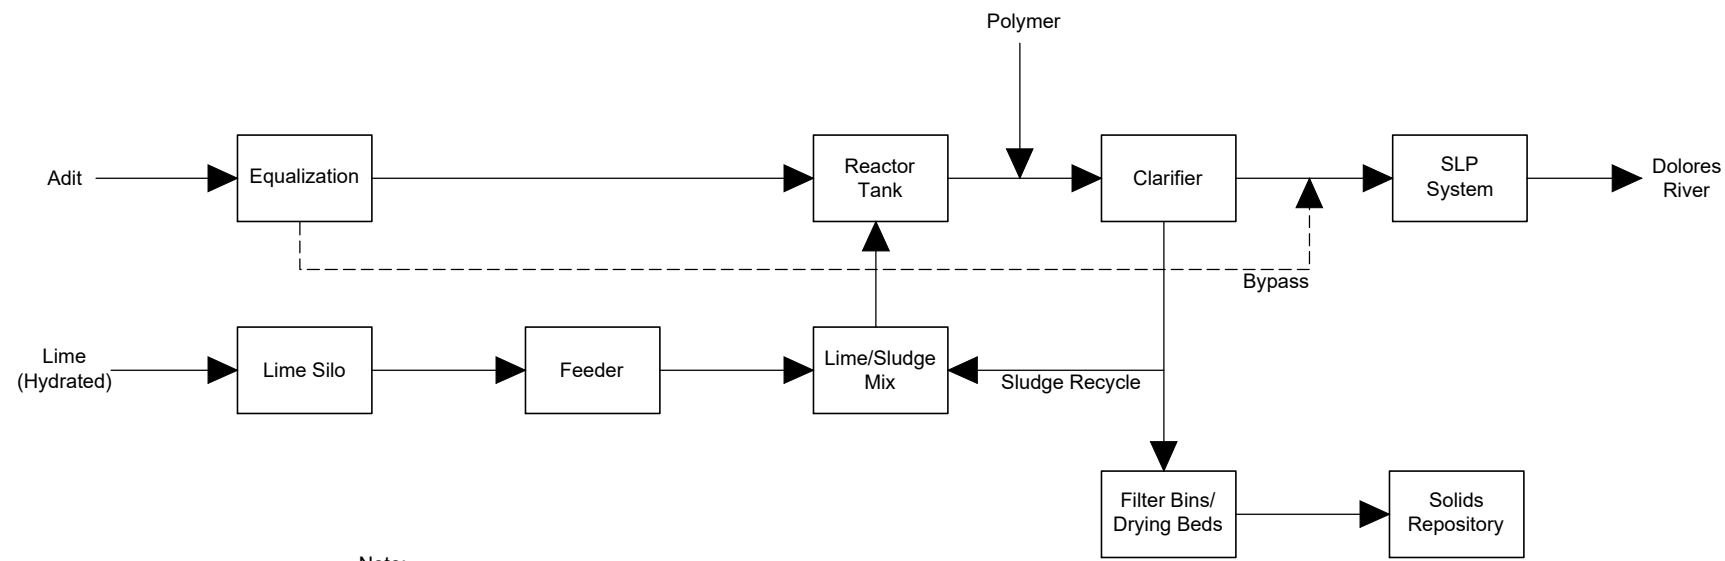 Polymer
Adit
Equalization
Reactor
Tank
Clarifier
SLP
System
Dolores
River
Bypass
Lime
(Hydrated)
Lime Silo
Feeder
Lime/Sludge
Mix
Sludge Recycle
Filter Bins/
Drying Beds
Solids
Repository